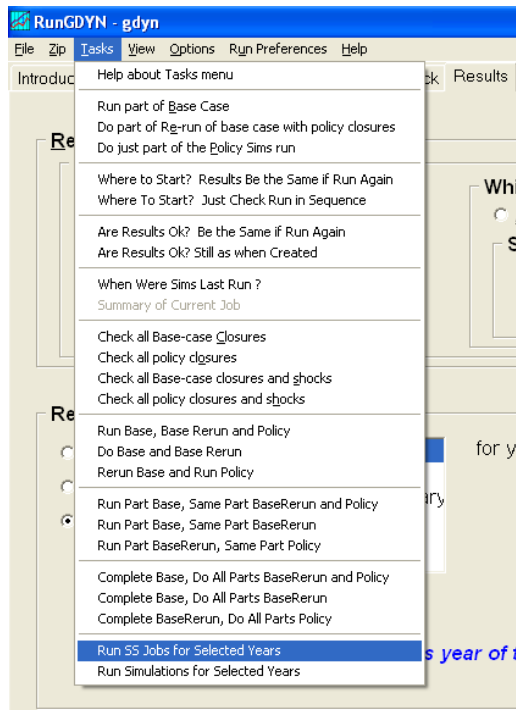 RunGDYN - gdyn
File Zip Tasks View Options Run Preferences Help
Introduc
ck Results
Help about Tasks menu
Run part of Base Case
Do part of Re-run of base case with policy closures
Do just part of the Policy Sims run
Where to Start? Results Be the Same if Run Again
Where To Start? Just Check Run in Sequence
Are Results Ok? Be the Same if Run Again
Are Results Ok? Still as when Created
When Were Sims Last Run ?
Summary of Current Job
Check all Base-case Closures
Check all policy closures
Check all Base-case closures and shocks
Check all policy closures and shocks
Run Base, Base Rerun and Policy
Do Base and Base Rerun
Rerun Base and Run Policy
Run Part Base, Same Part BaseRerun and Policy
Run Part Base, Same Part BaseRerun
Run Part BaseRerun, Same Part Policy
Complete Base, Do All Parts BaseRerun and Policy
Complete Base, Do All Parts BaseRerun
Complete BaseRerun, Do All Parts Policy
Run SS Jobs for Selected Years
Run Simulations for Selected Years
Re
Whi
S
Re
for y
ary
s year of t